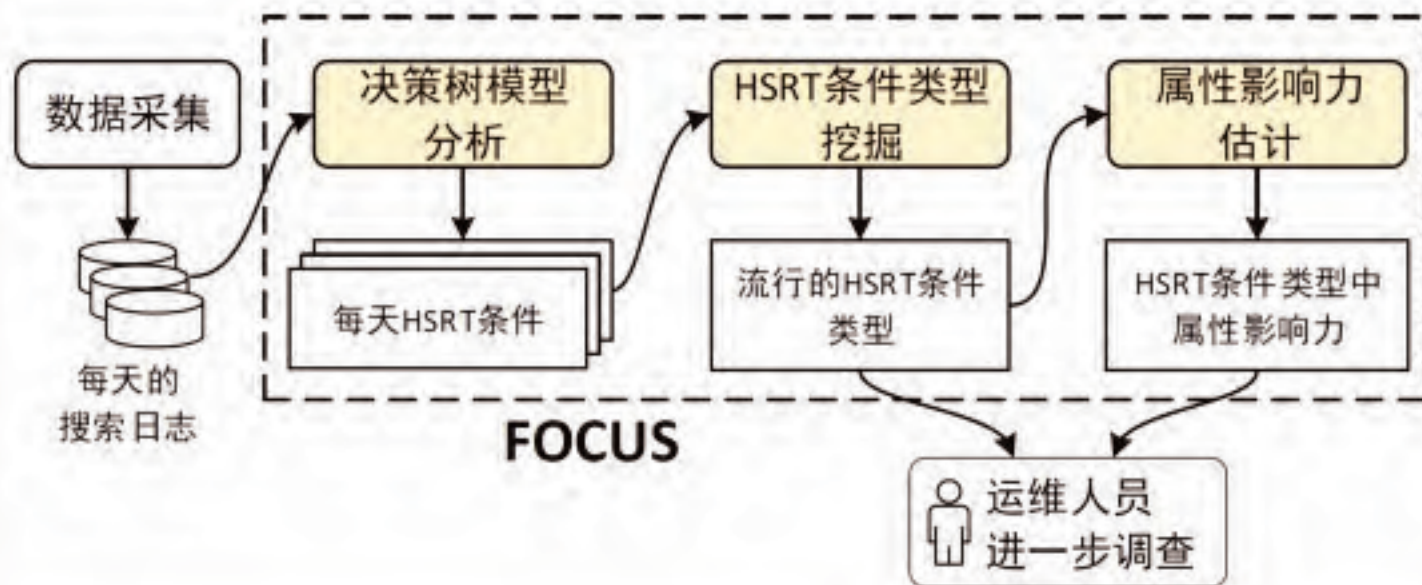 数据采集
决策树模型
分析
HSRT条件类型
挖掘
属性影响力
估计
每天HSRT条件
流行的HSRT条件
类型
HSRT条件类型中
属性影响力
每天的
搜索日志
FOCUS
运维人员
进一步调查